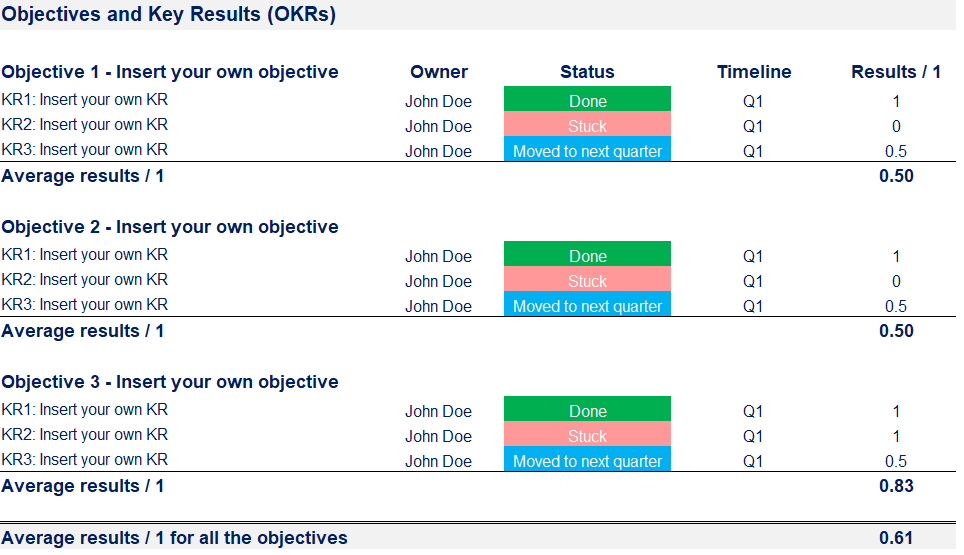 Objectives and Key Results (OKRs)
Objective 1 - Insert your own objective Owner Status Timeline Results / 1
KR1: Insert your own KR John Doe Done Q1 1
KR2: Insert your own KR John Doe Stuck Q1 0
KR3: Insert your own KR John Doe Moved to next quarter Q1 0.5
Average results / 1 0.50
Objective 2 - Insert your own objective
KR1: Insert your own KR John Doe Done Q1 1
KR2: Insert your own KR John Doe Stuck Q1 0
KR3: Insert your own KR John Doe Moved to next quarter Q1 0.5
Average results / 1 0.50
Objective 3 - Insert your own objective
KR1: Insert your own KR John Doe Done Q1 1
KR2: Insert your own KR John Doe Stuck Q1 1
KR3: Insert your own KR John Doe Moved to next quarter Q1 0.5
Average results / 1 0.83
Average results / 1 for all the objectives 0.61